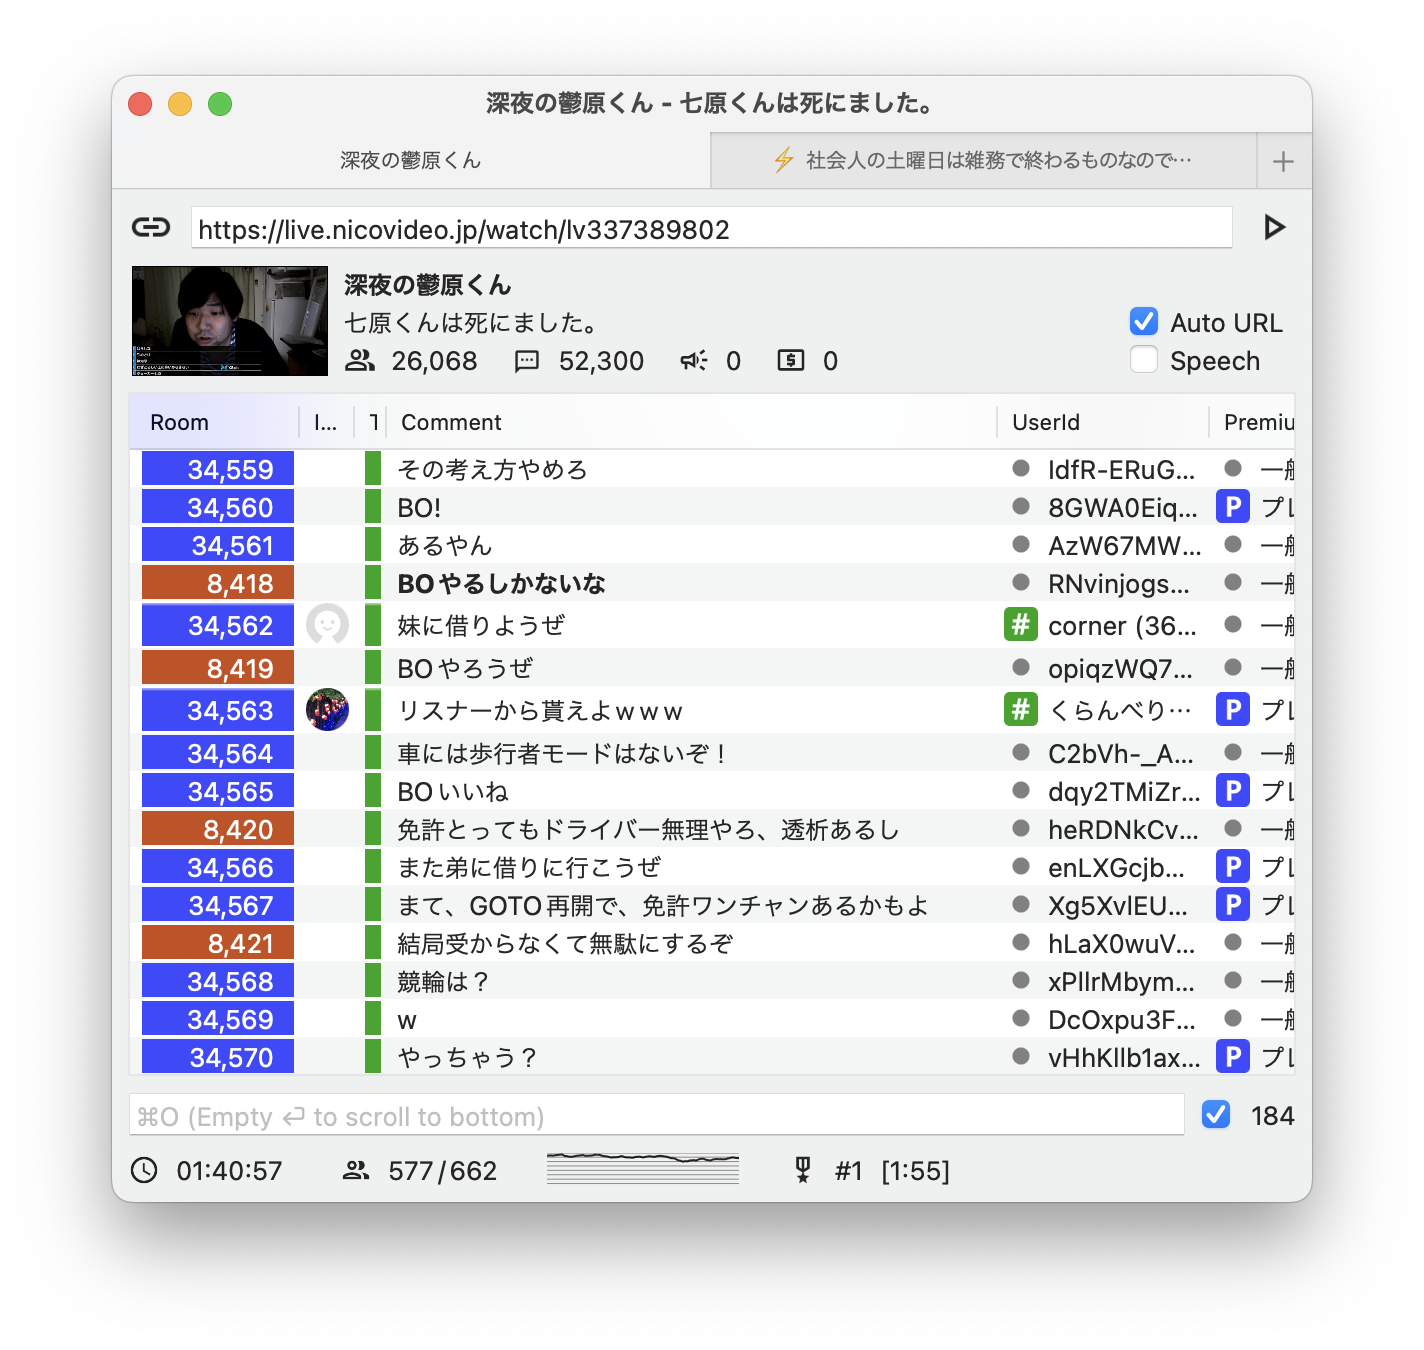 深夜の鬱原くん - 七原くんは死にました。
深夜の鬱原くん
⚡ 社会人の土曜日は雑務で終わるものなので…
https://live.nicovideo.jp/watch/lv337389802
深夜の鬱原くん
七原くんは死にました。
26,068 52,300 0 0
Auto URL
Speech
Room I... Comment UserId Premiu
34,559 その考え方やめろ ldfR-ERuG... 一般
34,560 BO! 8GWA0Eiq... P プレ
34,561 あるやん AzW67MW... 一般
8,418 BOやるしかないな RNvinjogs... 一般
34,562 妹に借りようぜ # corner (36... 一般
8,419 BOやろうぜ opiqzWQ7... 一般
34,563 リスナーから貰えよｗｗｗ # くらんべり… P プレ
34,564 車には歩行者モードはないぞ！ C2bVh-_A... 一般
34,565 BOいいね dqy2TMiZr... P プレ
8,420 免許とってもドライバー無理やろ、透析あるし heRDNkCv... 一般
34,566 また弟に借りに行こうぜ enLXGcjb... P プレ
34,567 まて、GOTO再開で、免許ワンチャンあるかもよ Xg5XvlEU... P プレ
8,421 結局受からなくて無駄にするぞ hLaX0wuV... 一般
34,568 競輪は？ xPllrMbym... 一般
34,569 w DcOxpu3F... 一般
34,570 やっちゃう？ vHhKllb1ax... P プレ
⌘O (Empty ⏎ to scroll to bottom) 184
01:40:57 577/662 #1 [1:55]